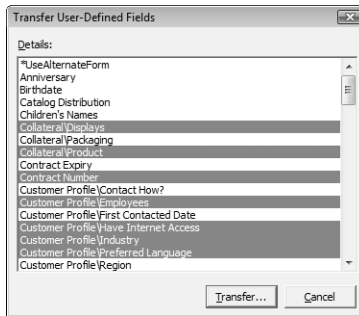 Transfer User-Defined Fields
Details:
*UseAlternateForm
Anniversary
Birthdate
Catalog Distribution
Children's Names
Collateral\Displays
Collateral\Packaging
Collateral\Product
Contract Expiry
Contract Number
Customer Profile\Contact How?
Customer Profile\Employees
Customer Profile\First Contacted Date
Customer Profile\Have Internet Access
Customer Profile\Industry
Customer Profile\Preferred Language
Customer Profile\Region
Transfer... Cancel